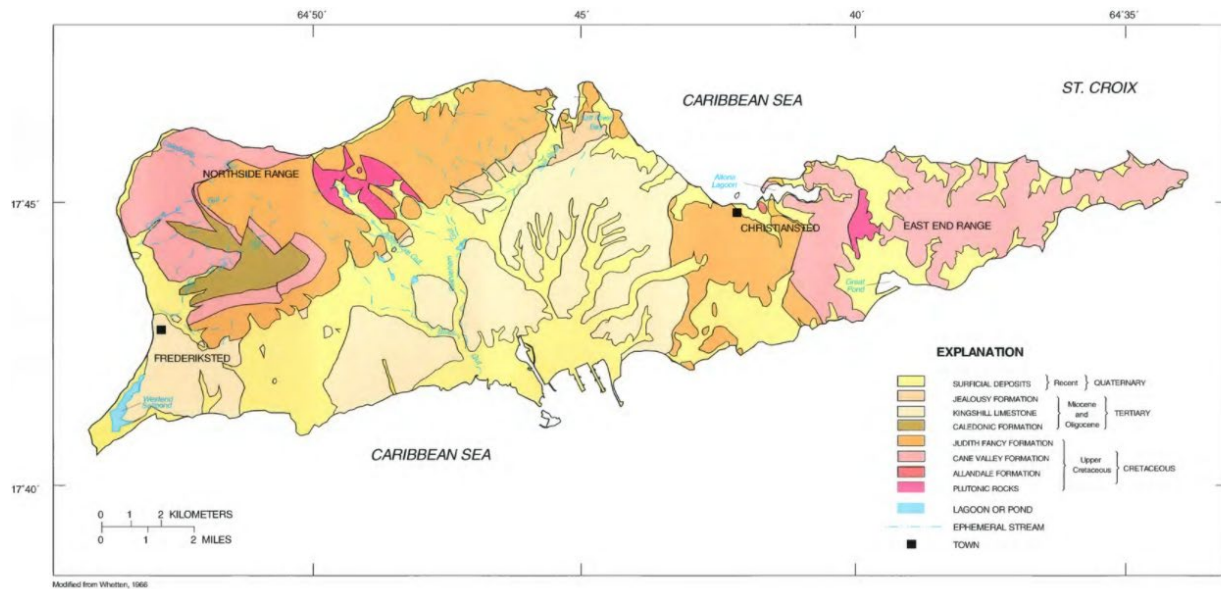 64°50' 45' 40' 64°35'
CARIBBEAN SEA
ST. CROIX
NORTHSIDE RANGE
17°45'
Altona
Lagoon
CHRISTIANSTED
EAST END RANGE
Great
Pond
FREDERIKSTED
Westend
Saltpond
CARIBBEAN SEA
17°40'
EXPLANATION
SURFICIAL DEPOSITS } Recent } QUATERNARY
JEALOUSY FORMATION
KINGSHILL LIMESTONE
CALEDONIC FORMATION
Miocene
and
Oligocene
TERTIARY
JUDITH FANCY FORMATION
CANE VALLEY FORMATION
ALLANDALE FORMATION
PLUTONIC ROCKS
Upper
Cretaceous
CRETACEOUS
LAGOON OR POND
EPHEMERAL STREAM
TOWN
0 1 2 KILOMETERS
0 1 2 MILES
Modified from Whetten, 1966